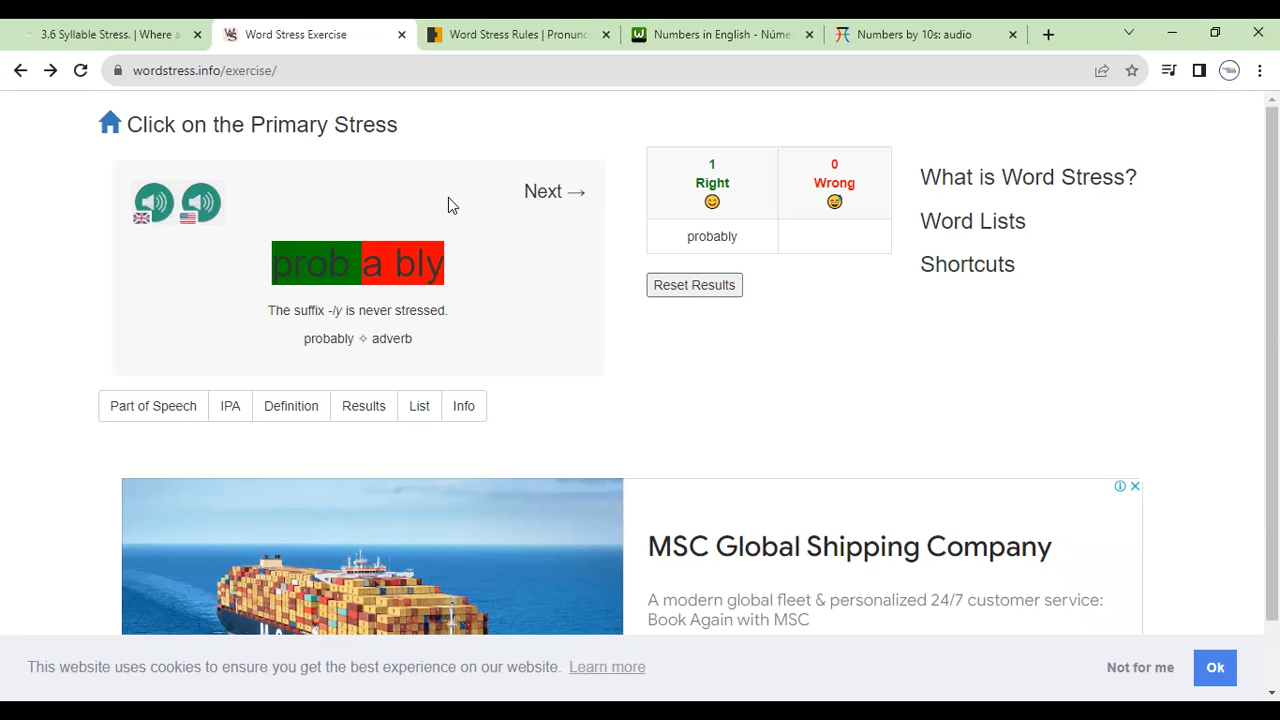 3.6 Syllable Stress. | Where a
Word Stress Exercise
Word Stress Rules | Pronunc
Numbers in English - Núme
Numbers by 10s: audio
wordstress.info/exercise/
Click on the Primary Stress
Next →
prob a bly
The suffix -ly is never stressed.
probably ✧ adverb
1
Right
0
Wrong
probably
Reset Results
What is Word Stress?
Word Lists
Shortcuts
Part of Speech
IPA
Definition
Results
List
Info
MSC Global Shipping Company
A modern global fleet & personalized 24/7 customer service:
Book Again with MSC
This website uses cookies to ensure you get the best experience on our website. Learn more
Not for me
Ok